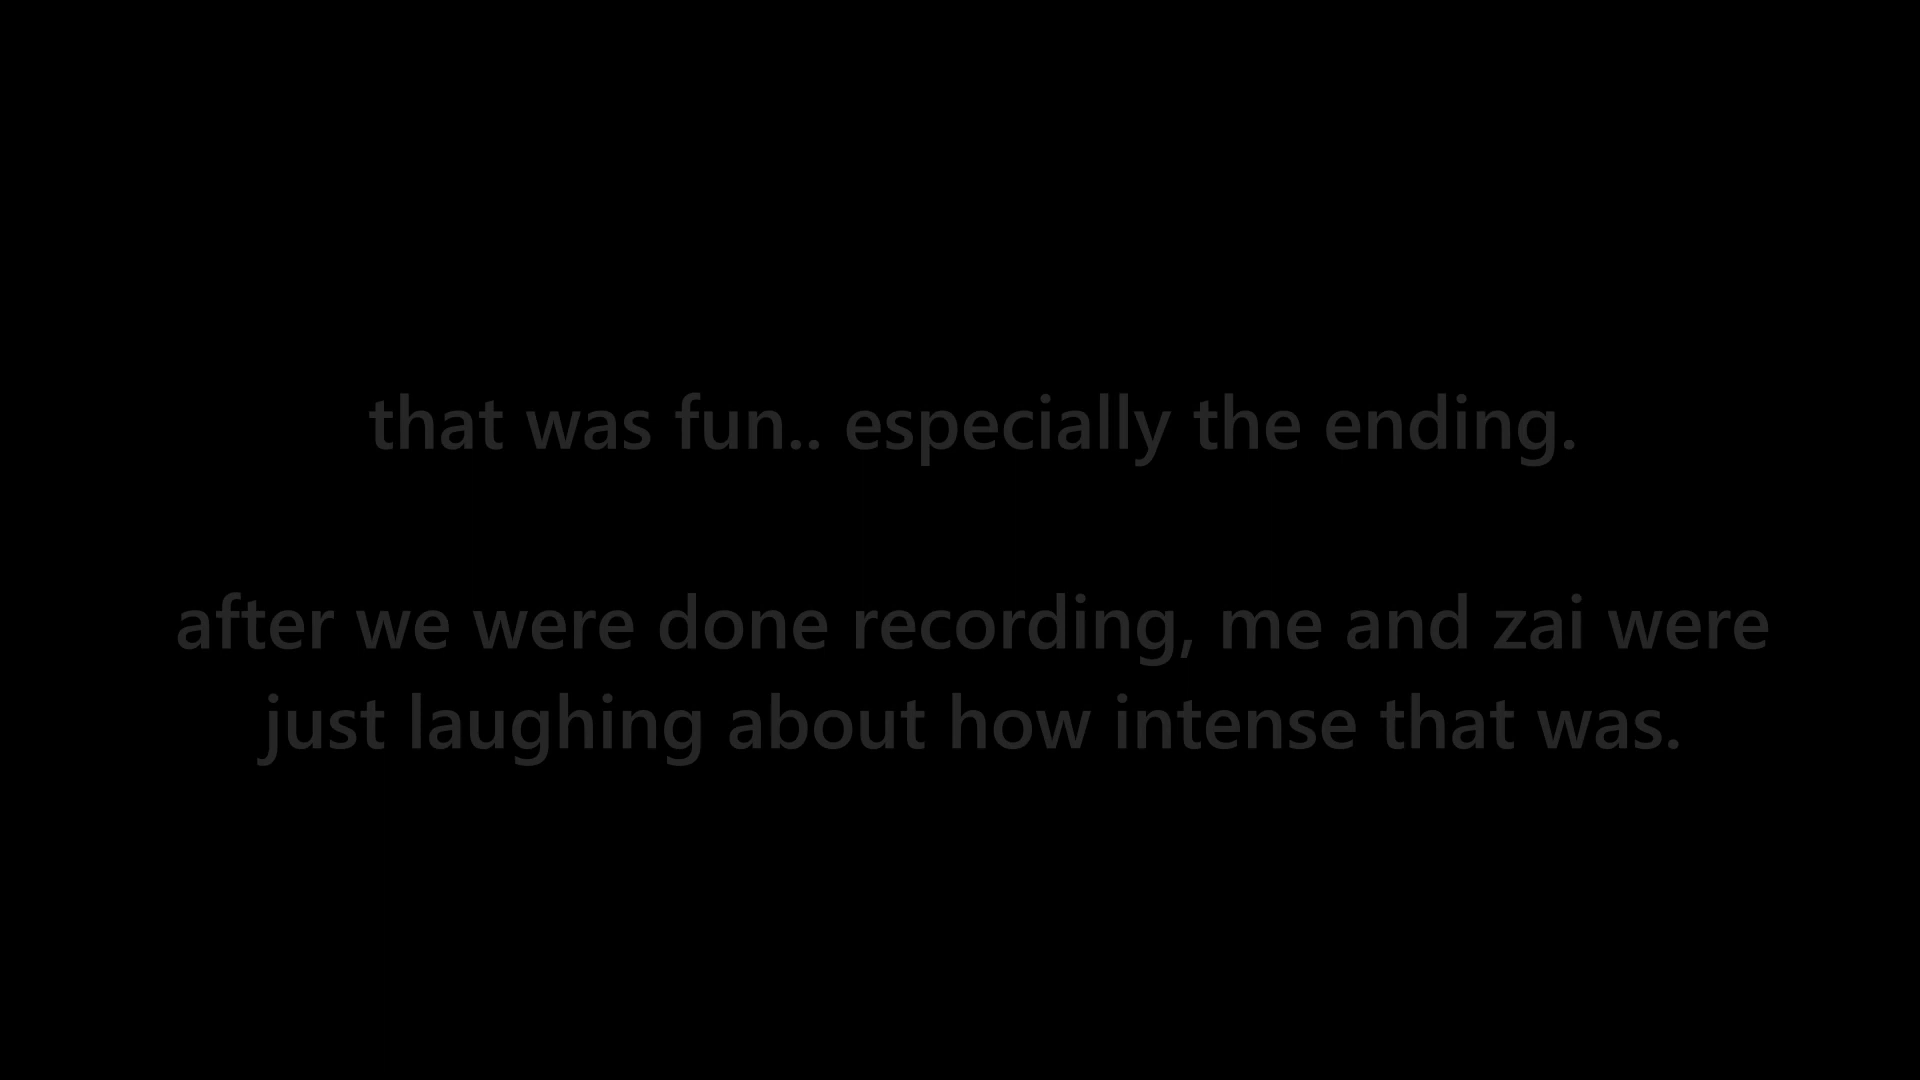 that was fun.. especially the ending.
after we were done recording, me and zai were
just laughing about how intense that was.